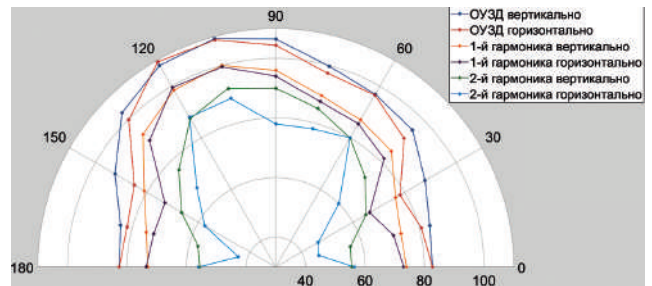 90
120
60
150
30
180
0
40
60
80
100
ОУЗД вертикально
ОУЗД горизонтально
1-й гармоника вертикально
1-й гармоника горизонтально
2-й гармоника вертикально
2-й гармоника горизонтально